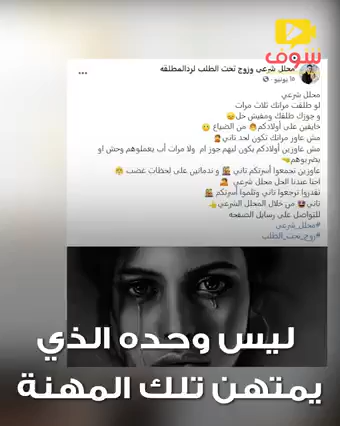 سوف
محلل شرعي وزوج تحت الطلب لردالمطلقه
١٥ يونيو
محلل شرعي
لو طلقت مراتك ثلاث مرات
و جوزك طلقك ومفيش حل😞
خايفين على أولادكم🤦 من الضياع 😥
مش عاوز مراتك تكون لحد تاني🤦
مش عاوزين أولادكم يكون ليهم جوز ام ولا مرات أب يعملوهم وحش او
يضربوهم
عاوزين تجمعوا أسرتكم تاني 👨‍👩‍👧 و ندمانين على لحظات غضب 😤
احنا عندنا الحل محلل شرعي 🙋
تقدروا ترجعوا تاني وتلموا أسرتكم 👨‍👩‍👧
تاني💏 من خلال المحلل الشرعي👍
للتواصل على رسايل الصفحه
#محلل_شرعي
#زوج_تحت_الطلب
ليس وحده الذي
يمتهن تلك المهنة